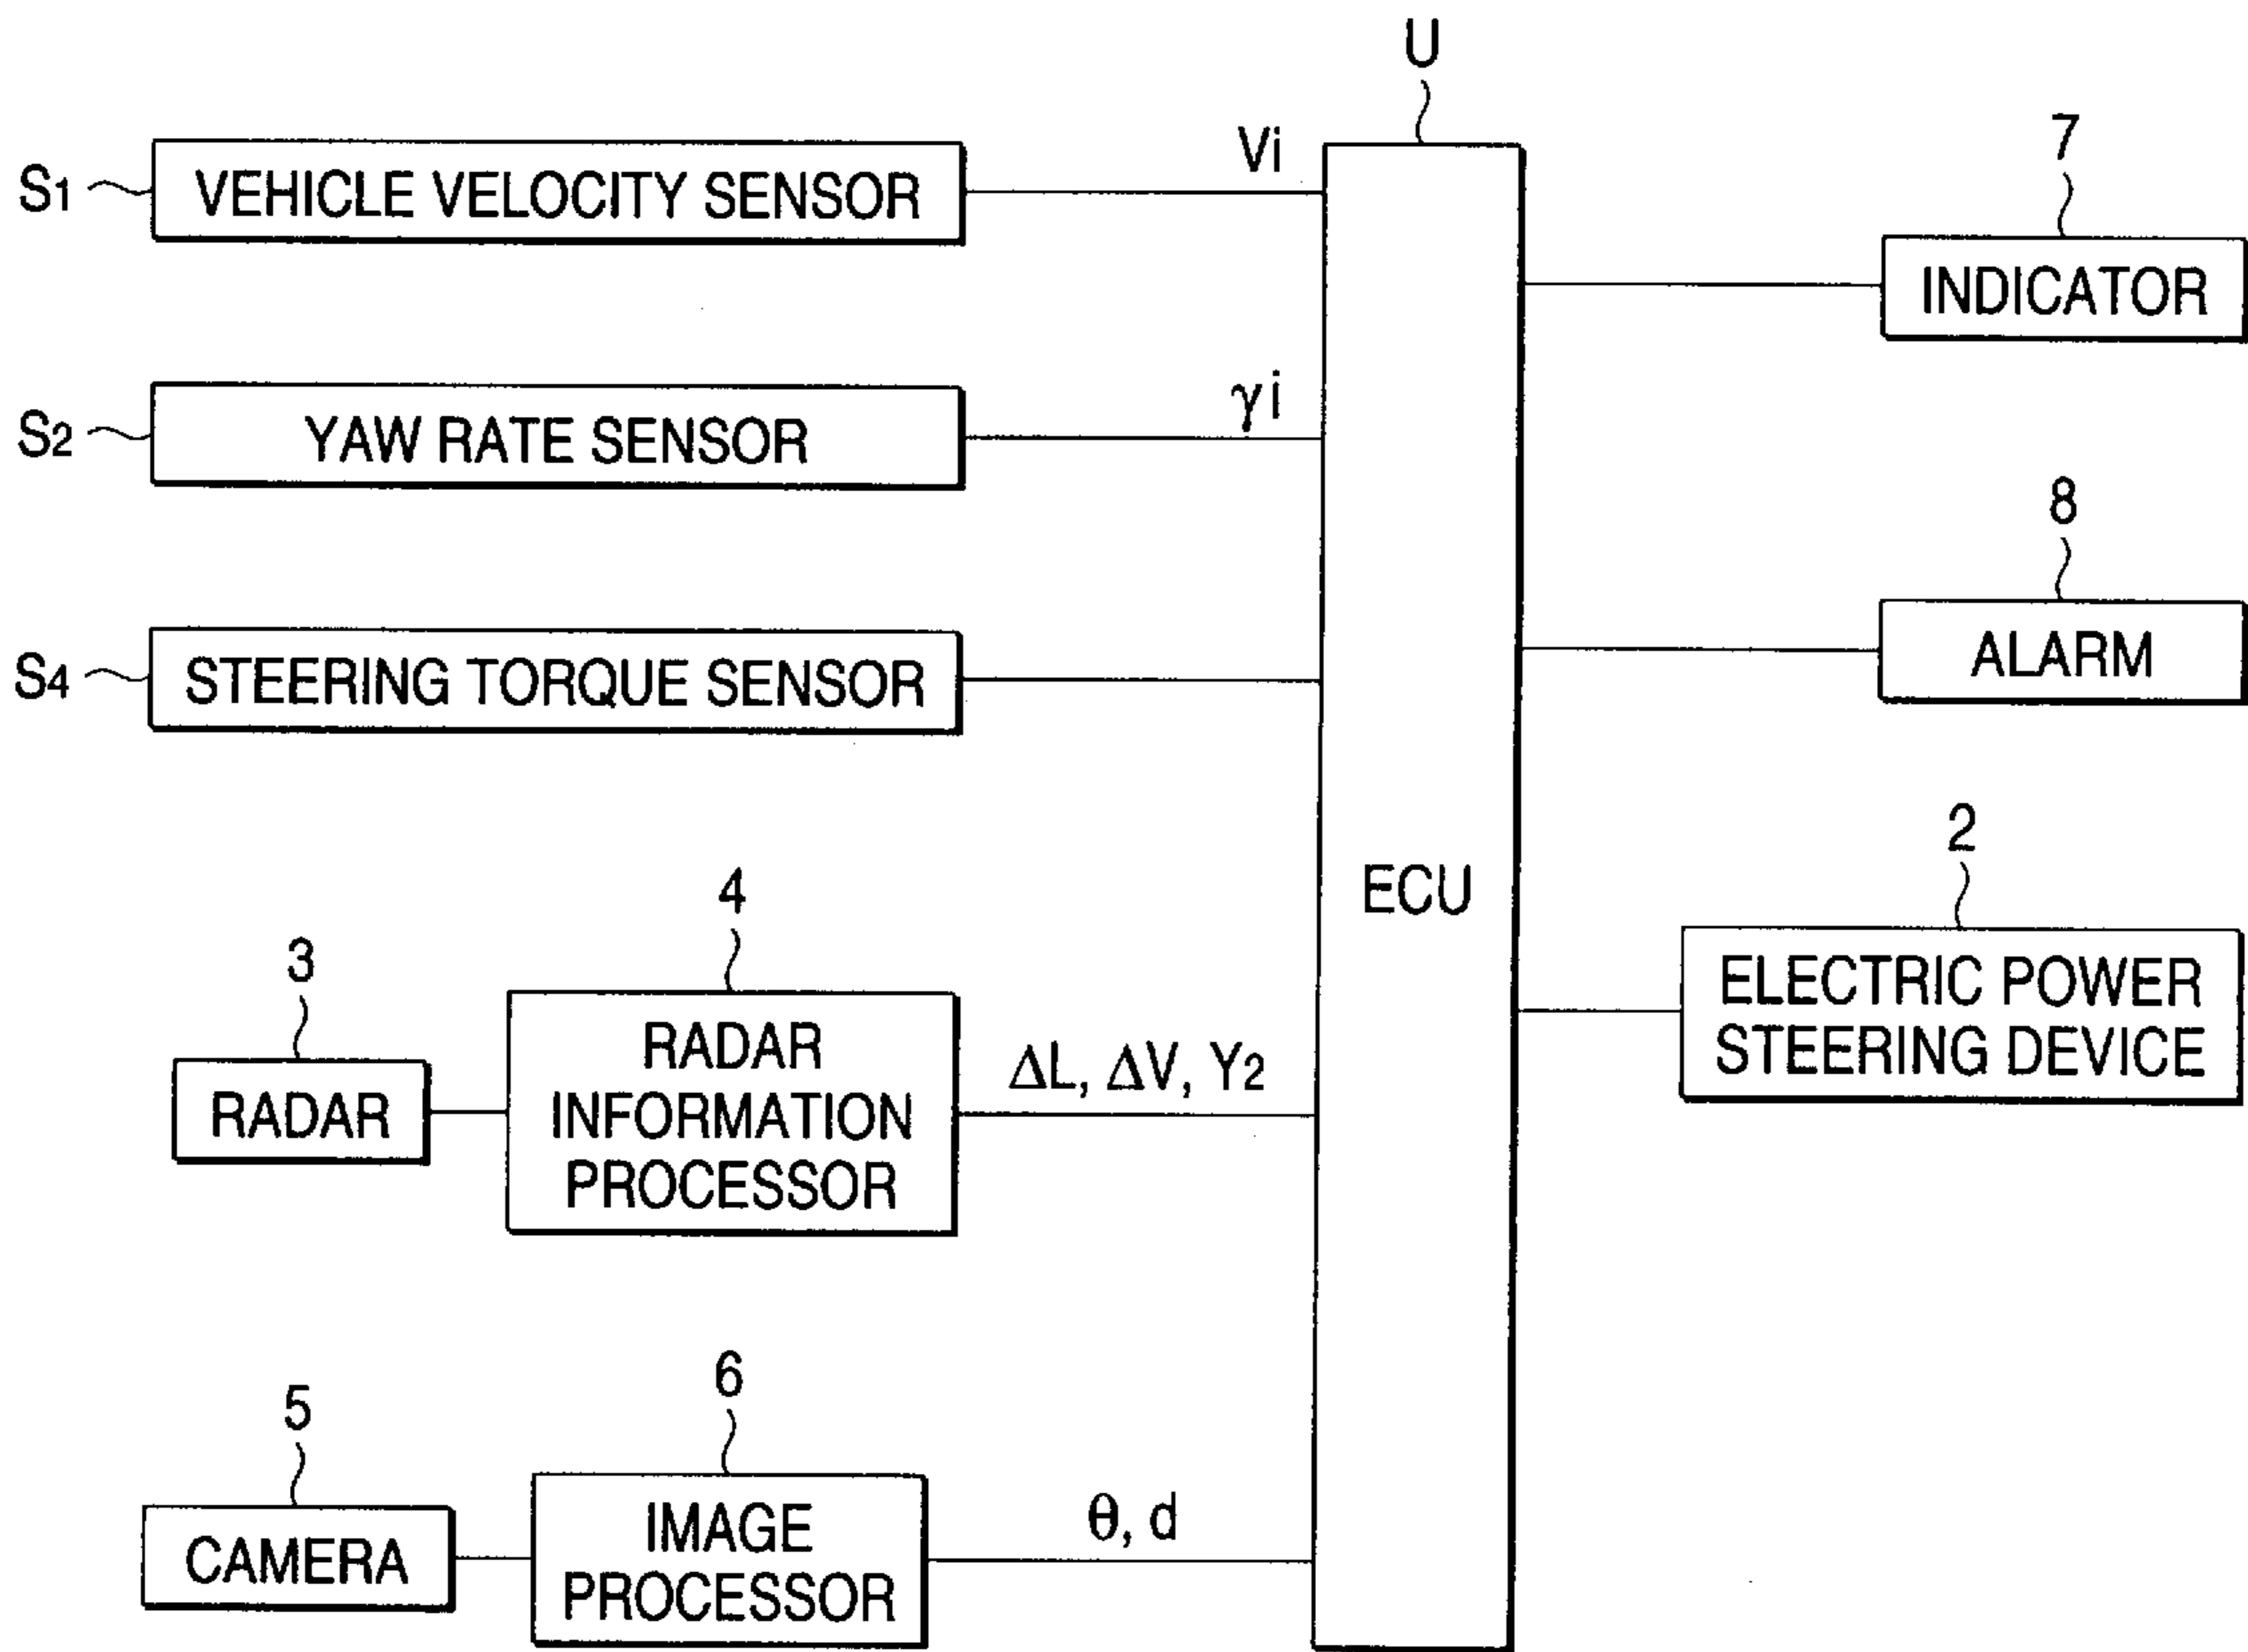 U
S1
VEHICLE VELOCITY SENSOR
Vi
7
INDICATOR
S2
YAW RATE SENSOR
γi
8
ALARM
S4
STEERING TORQUE SENSOR
ECU
2
ELECTRIC POWER
STEERING DEVICE
3
RADAR
4
RADAR
INFORMATION
PROCESSOR
ΔL, ΔV, Y2
5
CAMERA
6
IMAGE
PROCESSOR
θ, d